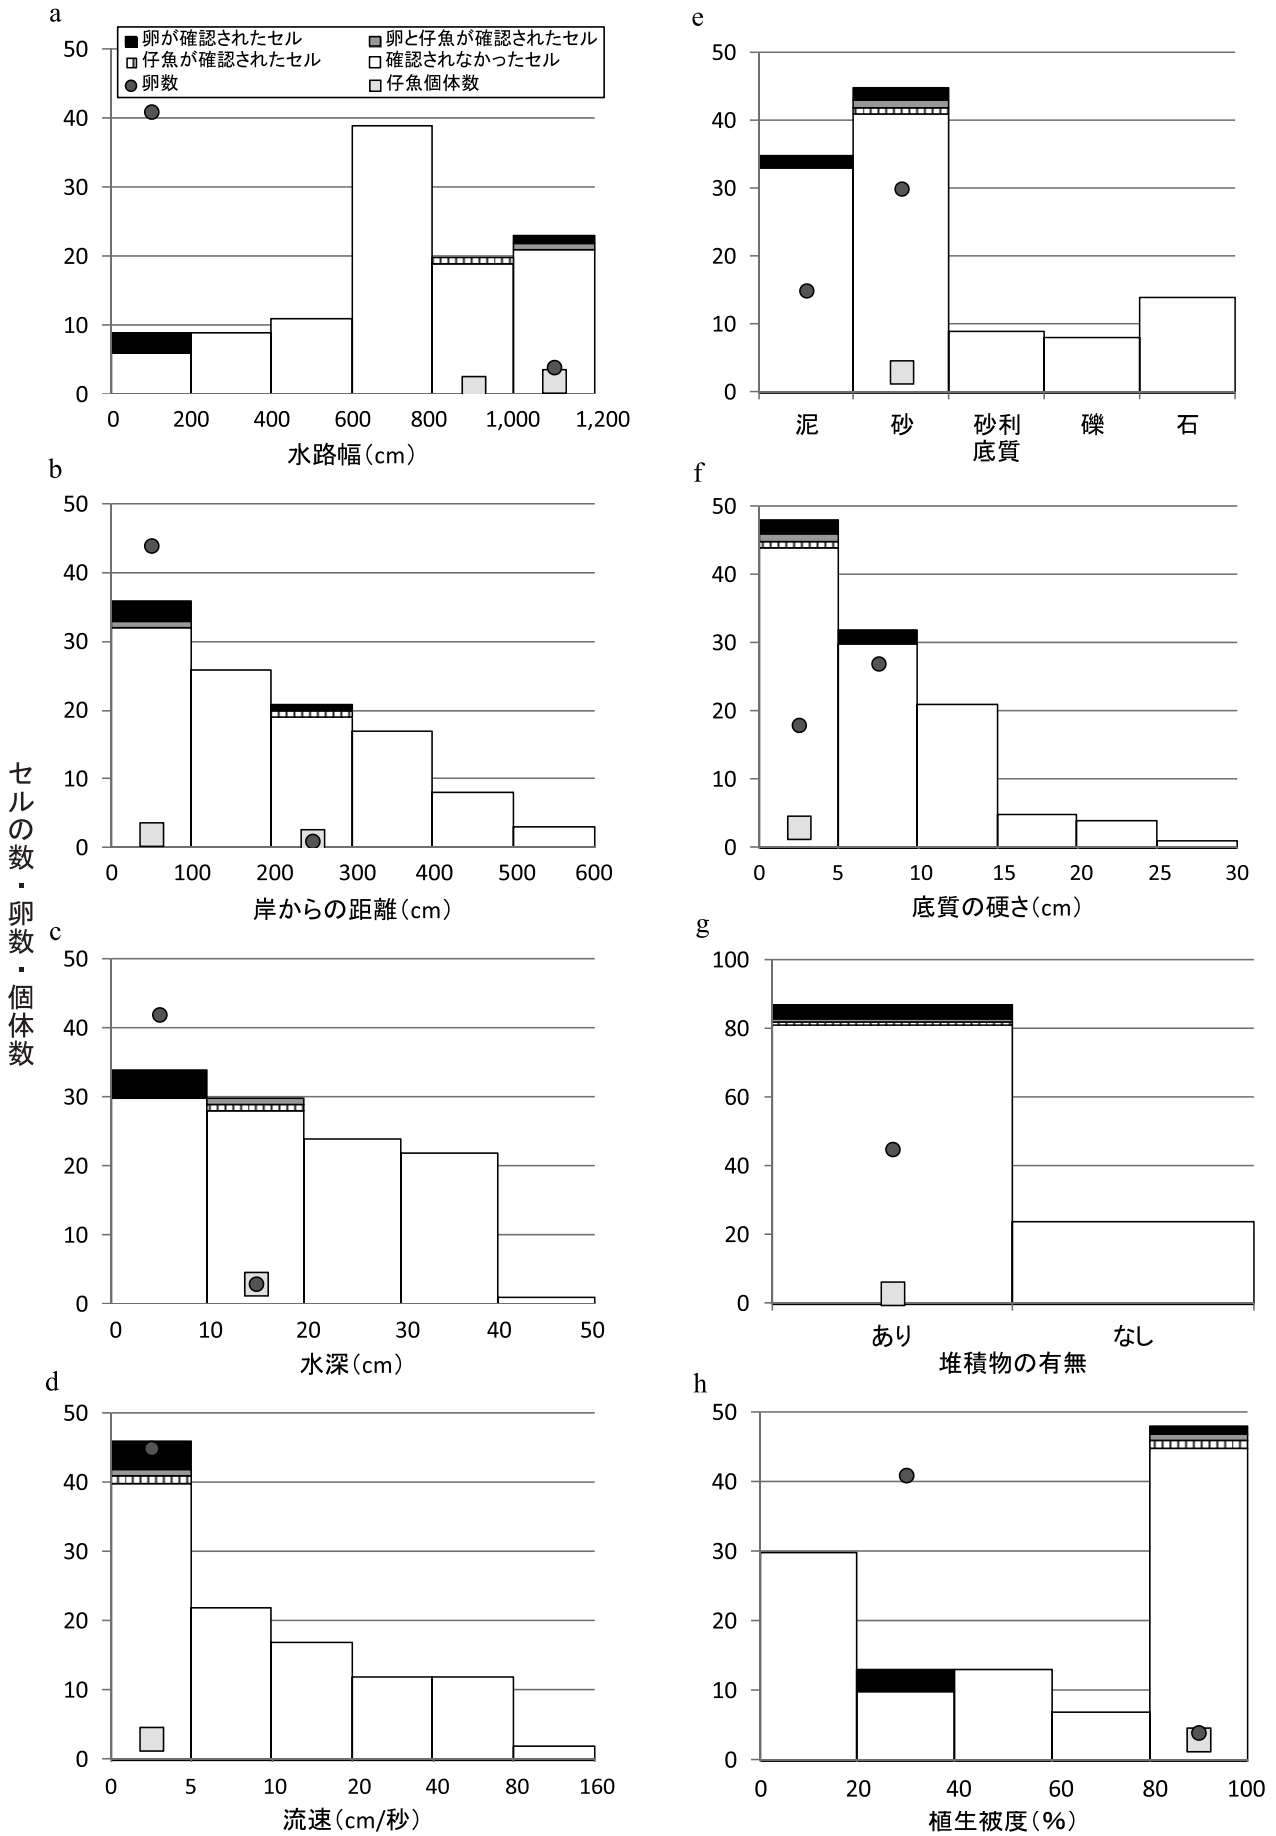 a
卵が確認されたセル 卵と仔魚が確認されたセル
仔魚が確認されたセル 確認されなかったセル
卵数 仔魚個体数
50
40
30
20
10
0
0 200 400 600 800 1,000 1,200
水路幅(cm)
b
50
40
30
20
10
0
0 100 200 300 400 500 600
岸からの距離(cm)
c
50
40
30
20
10
0
0 10 20 30 40 50
水深(cm)
d
50
40
30
20
10
0
0 5 10 20 40 80 160
流速(cm/秒)
セルの数・卵数・個体数
e
50
40
30
20
10
0
泥 砂 砂利 礫 石
底質
f
50
40
30
20
10
0
0 5 10 15 20 25 30
底質の硬さ(cm)
g
100
80
60
40
20
0
あり なし
堆積物の有無
h
50
40
30
20
10
0
0 20 40 60 80 100
植生被度(%)